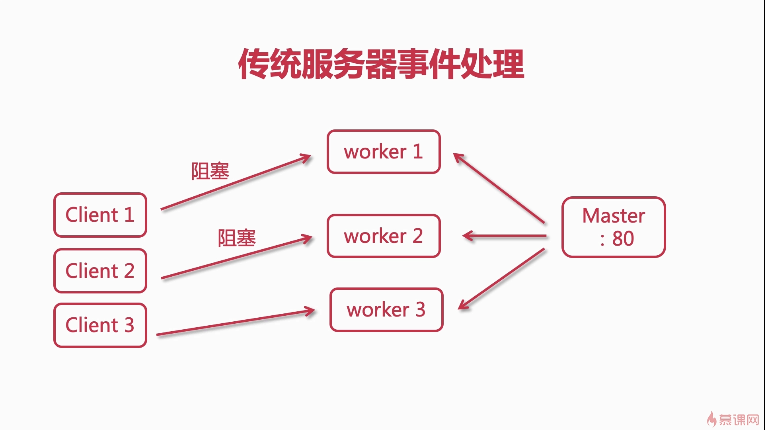 传统服务器事件处理
阻塞
worker 1
Client 1
阻塞
worker 2
Master
：80
Client 2
worker 3
Client 3
慕课网